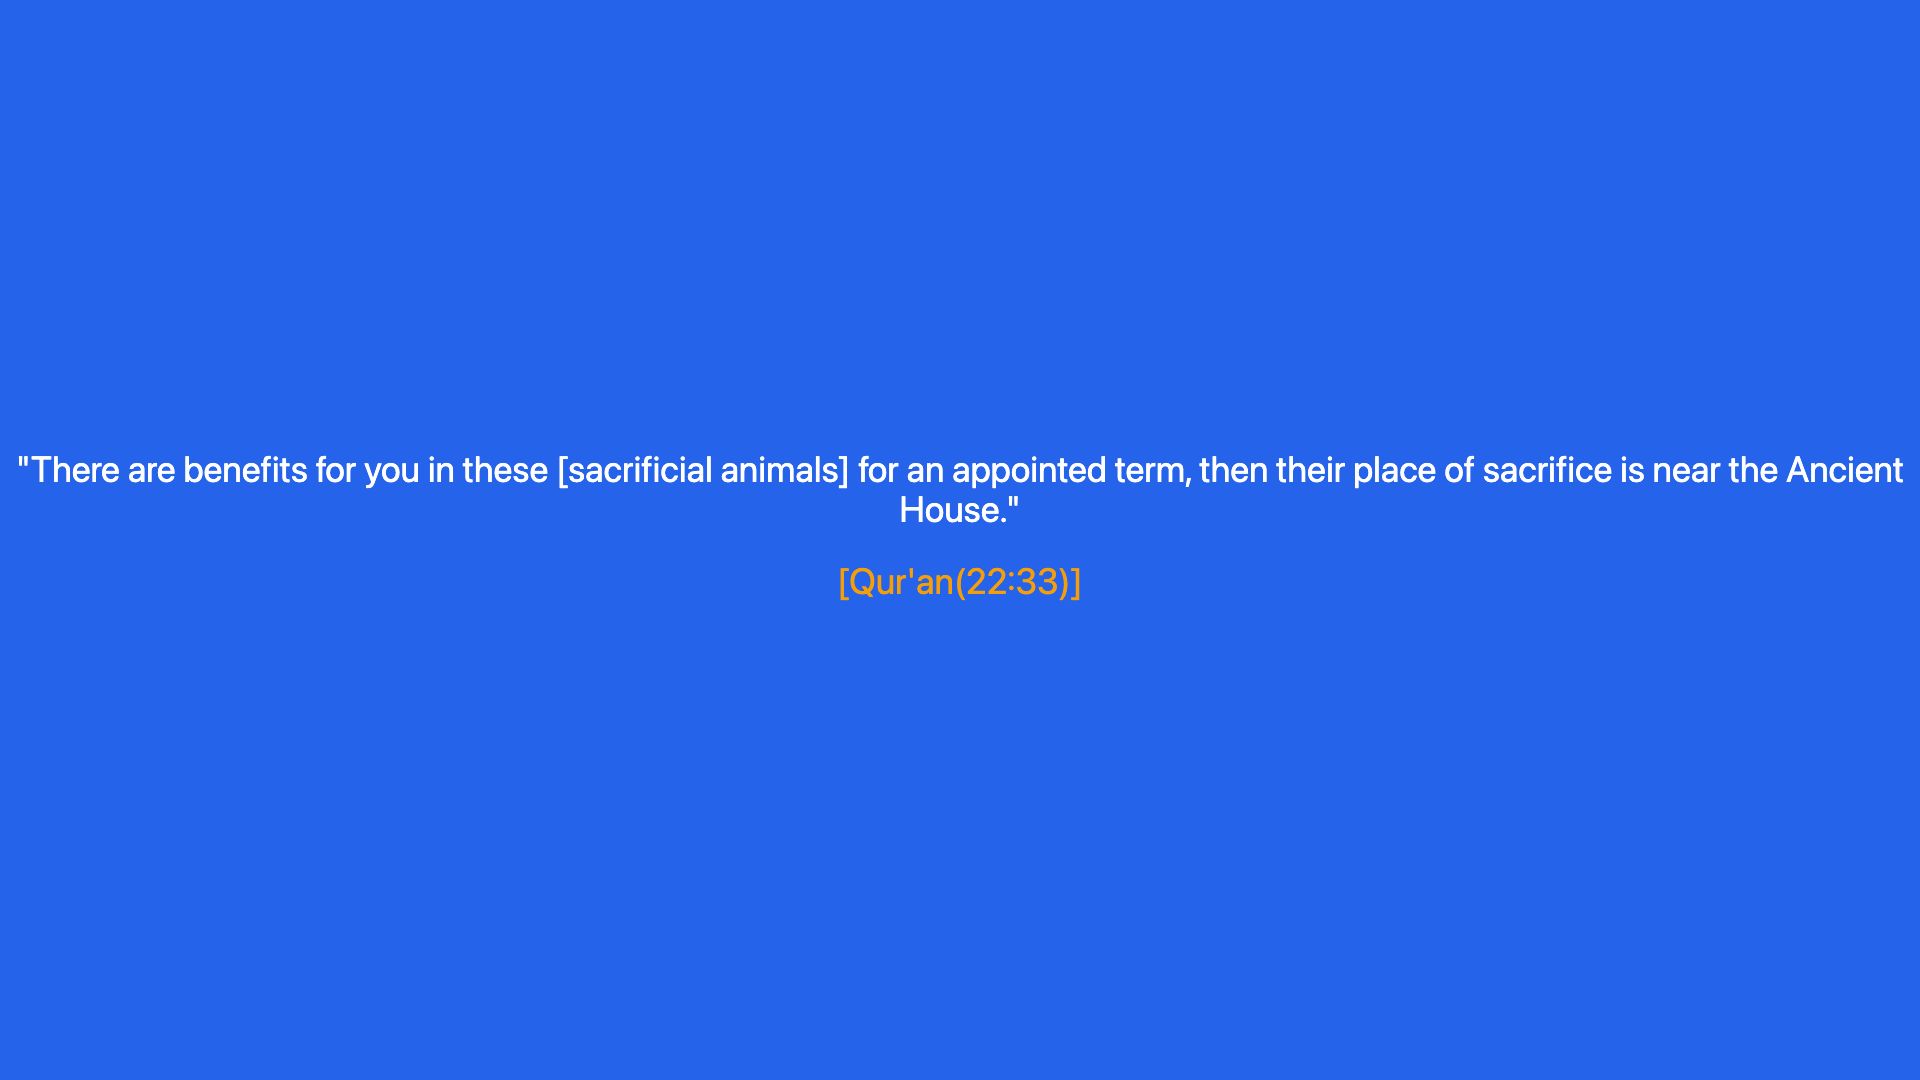 "There are benefits for you in these [sacrificial animals] for an appointed term, then their place of sacrifice is near the Ancient
House."
[Qur'an(22:33)]